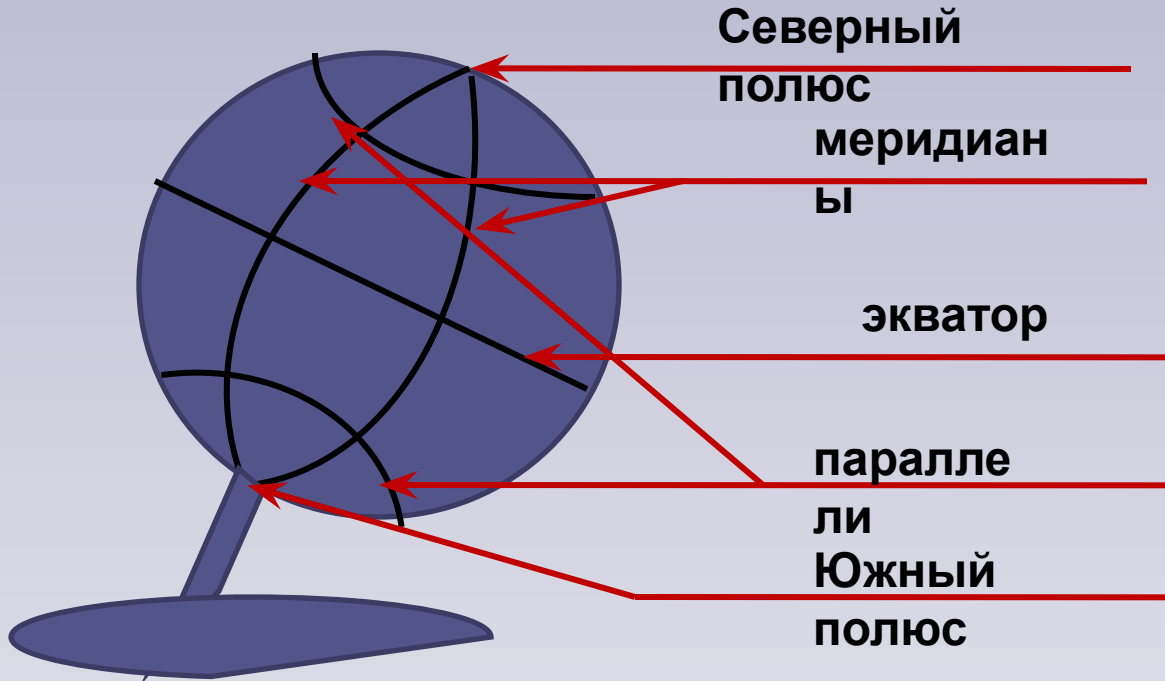 Северный
полюс
меридиан
ы
экватор
паралле
ли
Южный
полюс